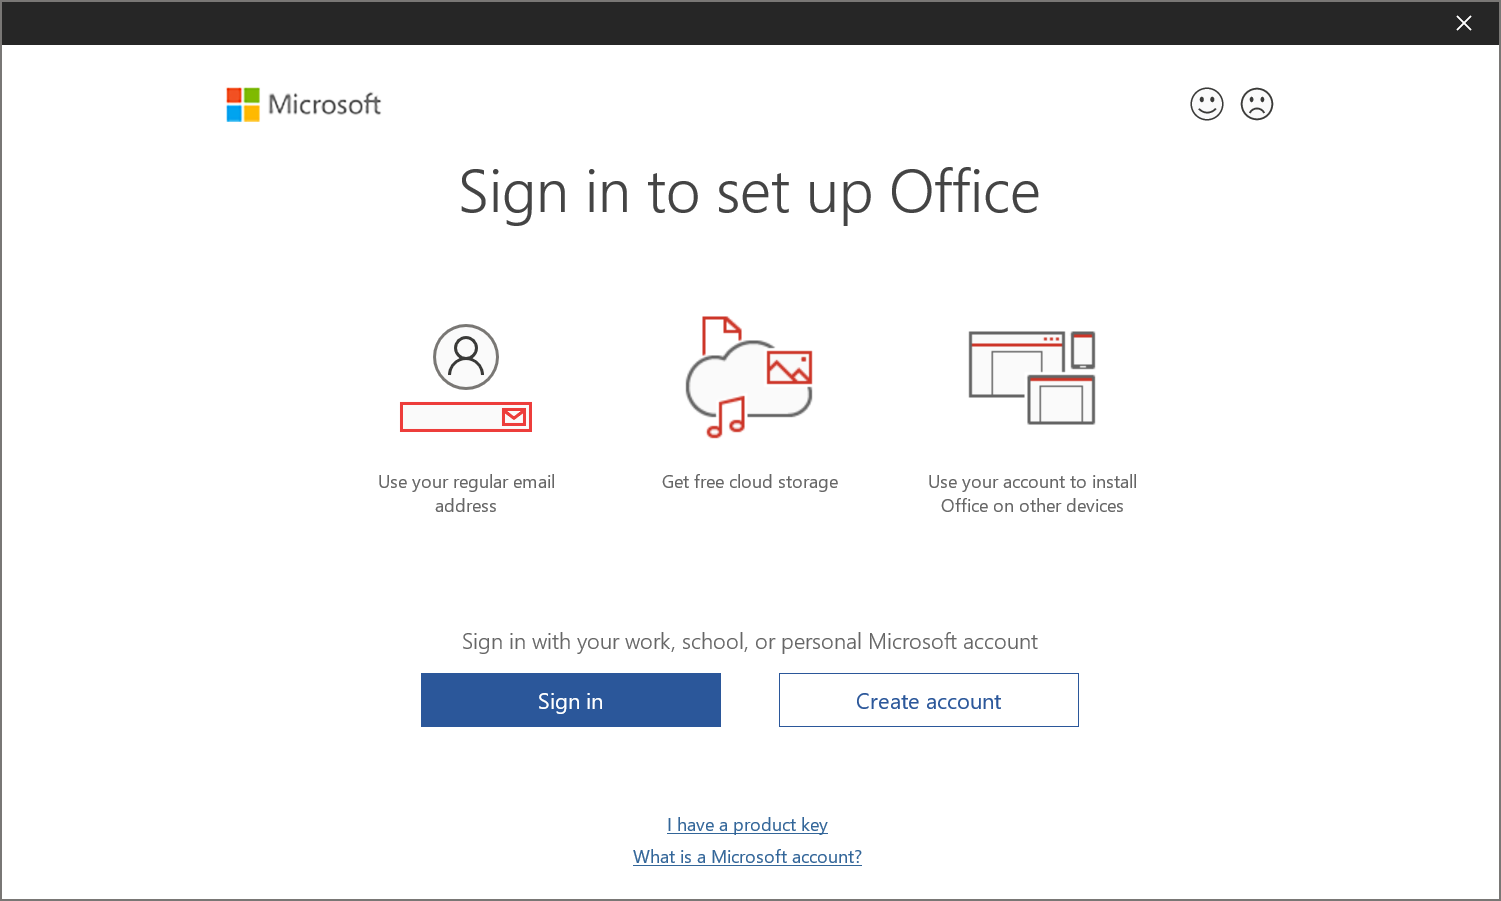 Microsoft
Sign in to set up Office
Use your regular email
address
Get free cloud storage
Use your account to install
Office on other devices
Sign in with your work, school, or personal Microsoft account
Sign in
Create account
I have a product key
What is a Microsoft account?